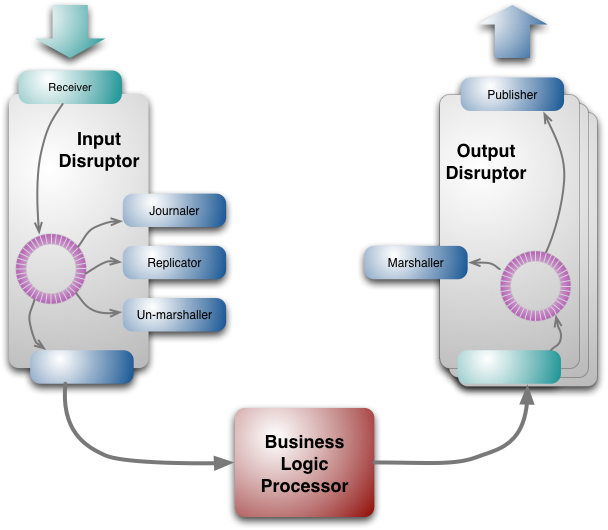 Receiver
Input
Disruptor
Journaler
Replicator
Un-marshaller
Publisher
Output
Disruptor
Marshaller
Business
Logic
Processor